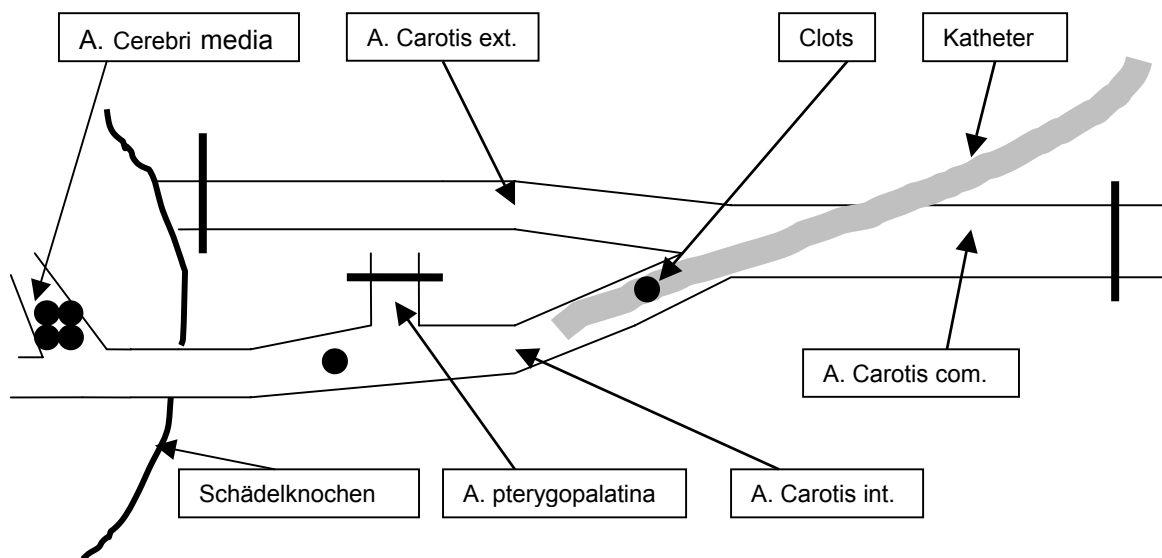 A. Cerebri media
A. Carotis ext.
Clots
Katheter
A. Carotis com.
Schädelknochen
A. pterygopalatina
A. Carotis int.